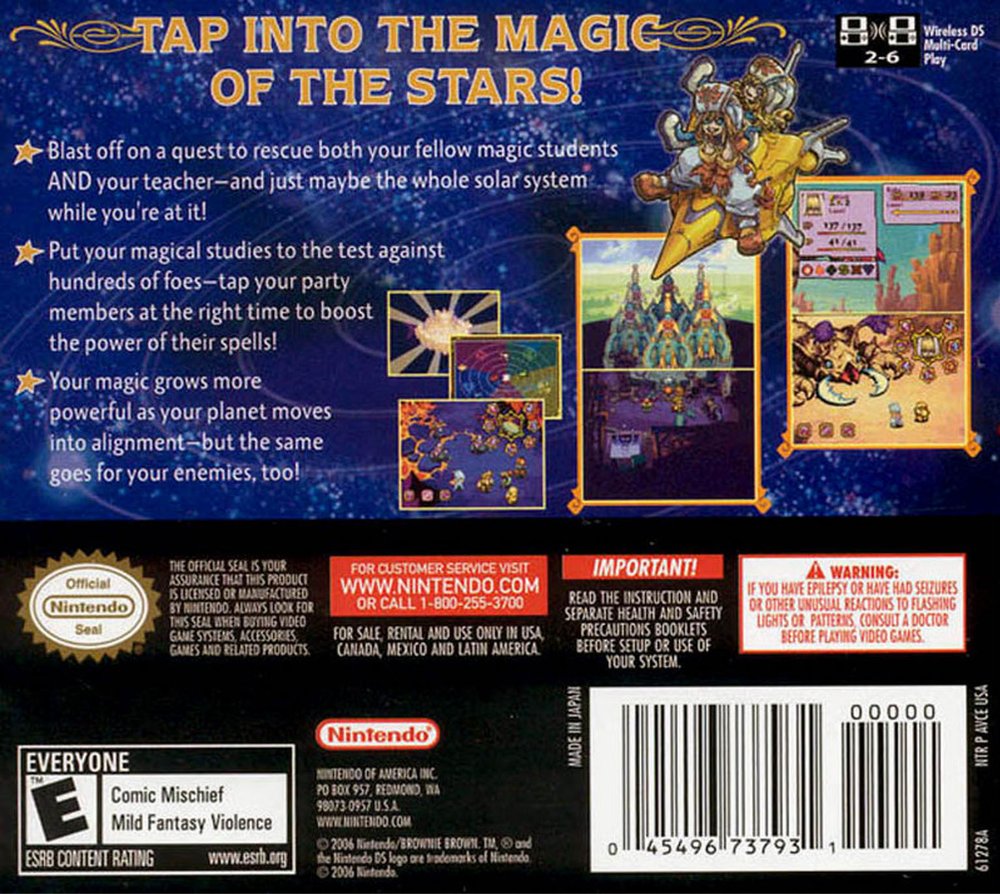 TAP INTO THE MAGIC
OF THE STARS!
Wireless DS
Multi-Card
Play
2-6
Blast off on a quest to rescue both your fellow magic students
AND your teacher—and just maybe the whole solar system
while you're at it!
Put your magical studies to the test against
hundreds of foes—tap your party
members at the right time to boost
the power of their spells!
Your magic grows more
powerful as your planet moves
into alignment—but the same
goes for your enemies, too!
Level
137/137
41/41
Official
Nintendo
Seal
THE OFFICIAL SEAL IS YOUR
ASSURANCE THAT THIS PRODUCT
IS LICENSED OR MANUFACTURED
BY NINTENDO. ALWAYS LOOK FOR
THIS SEAL WHEN BUYING VIDEO
GAME SYSTEMS, ACCESSORIES,
GAMES AND RELATED PRODUCTS.
FOR CUSTOMER SERVICE VISIT
WWW.NINTENDO.COM
OR CALL 1-800-255-3700
FOR SALE, RENTAL AND USE ONLY IN USA,
CANADA, MEXICO AND LATIN AMERICA.
IMPORTANT!
READ THE INSTRUCTION AND
SEPARATE HEALTH AND SAFETY
PRECAUTIONS BOOKLETS
BEFORE SETUP OR USE OF
YOUR SYSTEM.
WARNING:
IF YOU HAVE EPILEPSY OR HAVE HAD SEIZURES
OR OTHER UNUSUAL REACTIONS TO FLASHING
LIGHTS OR PATTERNS, CONSULT A DOCTOR
BEFORE PLAYING VIDEO GAMES.
EVERYONE
TM
E
Comic Mischief
Mild Fantasy Violence
ESRB CONTENT RATING www.esrb.org
Nintendo®
NINTENDO OF AMERICA INC.
PO BOX 957, REDMOND, WA
98073-0957 U.S.A.
WWW.NINTENDO.COM
© 2006 Nintendo/BROWNIE BROWN. TM, ® and
the Nintendo DS logo are trademarks of Nintendo.
© 2006 Nintendo.
MADE IN JAPAN
00000
0 45496 73793 1
NTR P AVCE USA
61278A